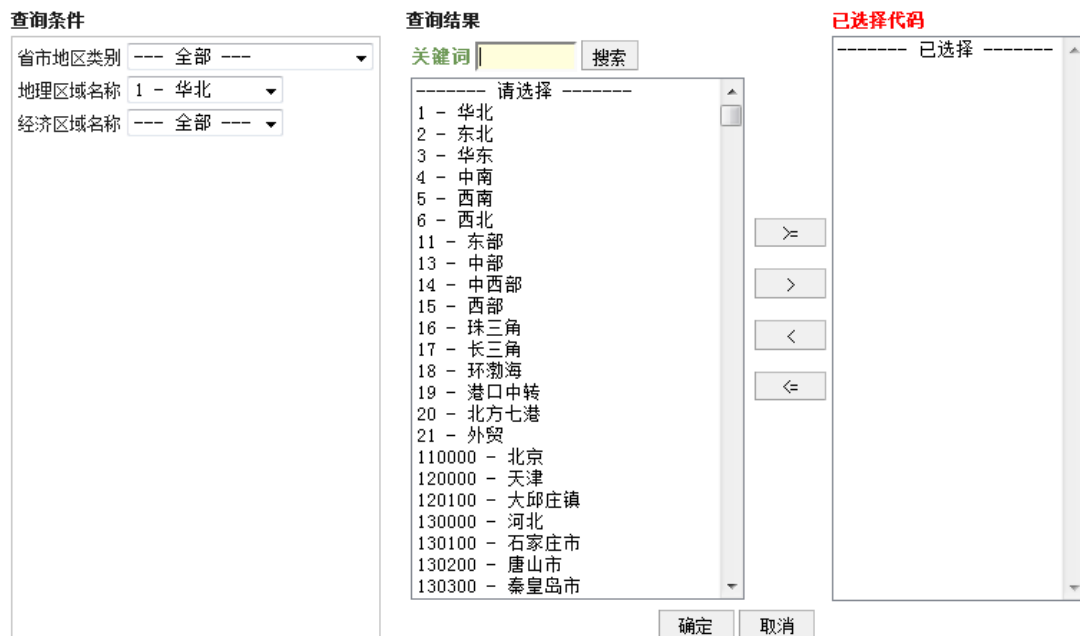 查询条件
省市地区类别 --- 全部 ---
地理区域名称 1 - 华北
经济区域名称 --- 全部 ---
查询结果
关键词 搜索
------- 请选择 -------
1 - 华北
2 - 东北
3 - 华东
4 - 中南
5 - 西南
6 - 西北
11 - 东部
13 - 中部
14 - 中西部
15 - 西部
16 - 珠三角
17 - 长三角
18 - 环渤海
19 - 港口中转
20 - 北方七港
21 - 外贸
110000 - 北京
120000 - 天津
120100 - 大邱庄镇
130000 - 河北
130100 - 石家庄市
130200 - 唐山市
130300 - 秦皇岛市
>=
>
<
<=
已选择代码
------- 已选择 -------
确定 取消